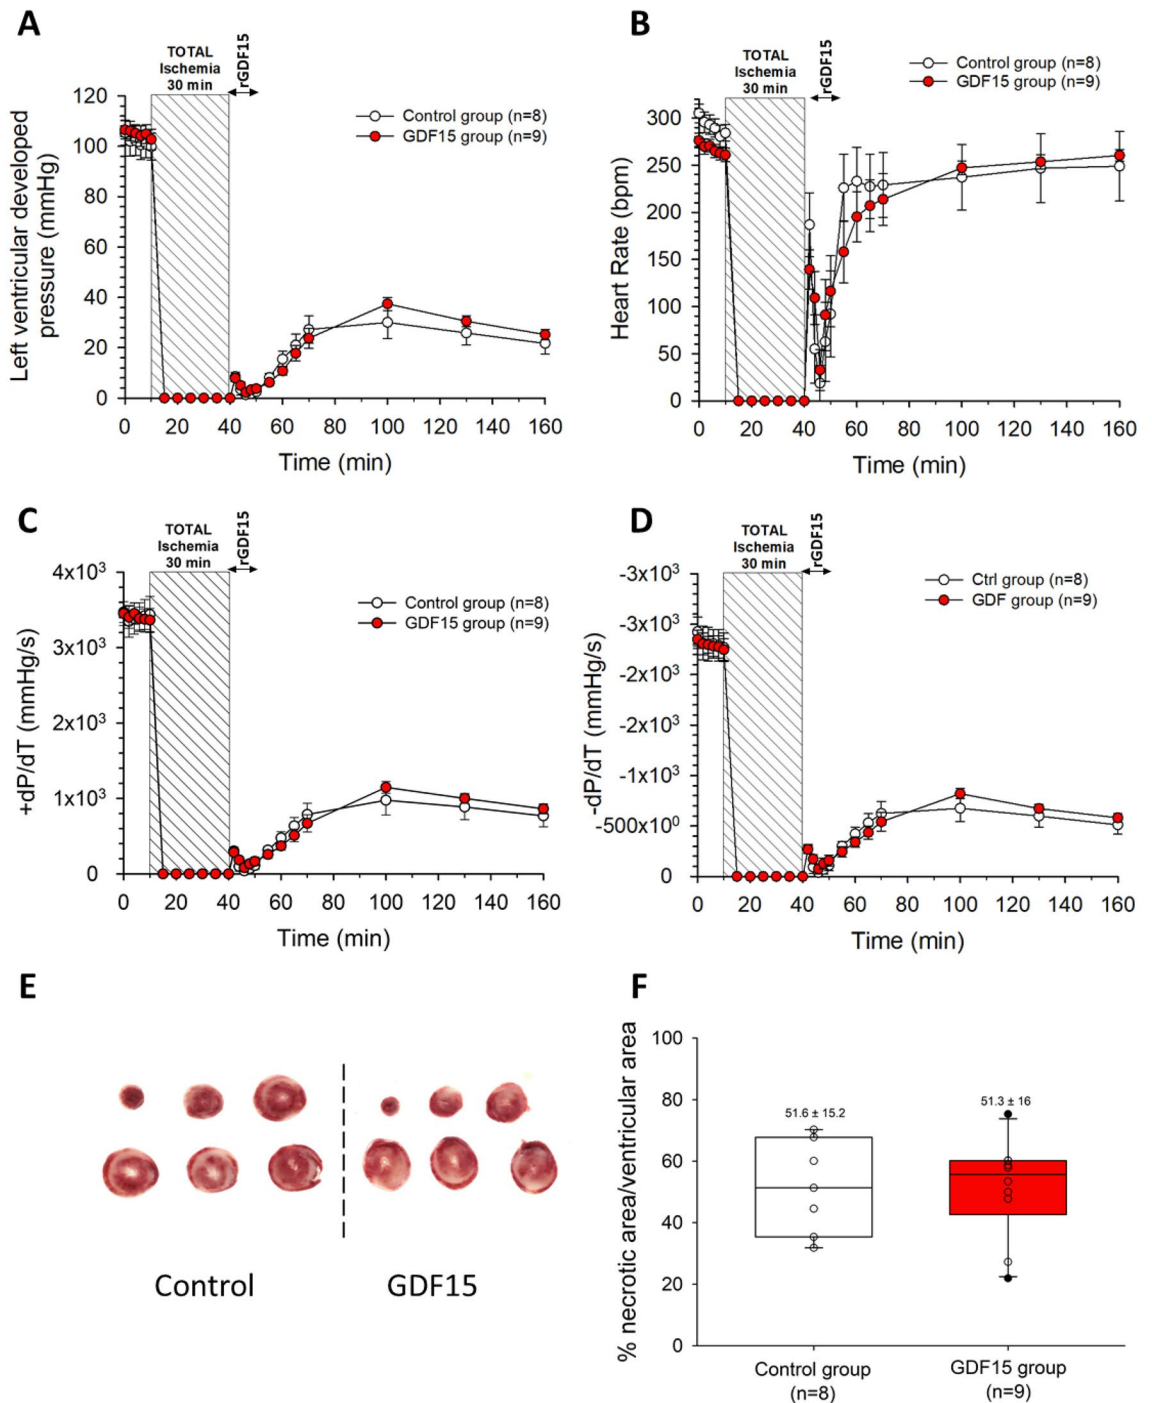 A
TOTAL
Ischemia
30 min
rGDF15
Control group (n=8)
GDF15 group (n=9)
Left ventricular developed
pressure (mmHg)
120
100
80
60
40
20
0
0 20 40 60 80 100 120 140 160
Time (min)
B
TOTAL
Ischemia
30 min
rGDF15
Control group (n=8)
GDF15 group (n=9)
Heart Rate (bpm)
300
250
200
150
100
50
0
0 20 40 60 80 100 120 140 160
Time (min)
C
TOTAL
Ischemia
30 min
rGDF15
Control group (n=8)
GDF15 group (n=9)
+dP/dT (mmHg/s)
4x10³
3x10³
2x10³
1x10³
0
0 20 40 60 80 100 120 140 160
Time (min)
D
TOTAL
Ischemia
30 min
rGDF15
Ctrl group (n=8)
GDF group (n=9)
-dP/dT (mmHg/s)
-3x10³
-3x10³
-2x10³
-2x10³
-1x10³
-500x10⁰
0
0 20 40 60 80 100 120 140 160
Time (min)
E
Control
GDF15
F
% necrotic area/ventricular area
100
80
60
40
20
0
51.6 ± 15.2
51.3 ± 16
Control group
(n=8)
GDF15 group
(n=9)